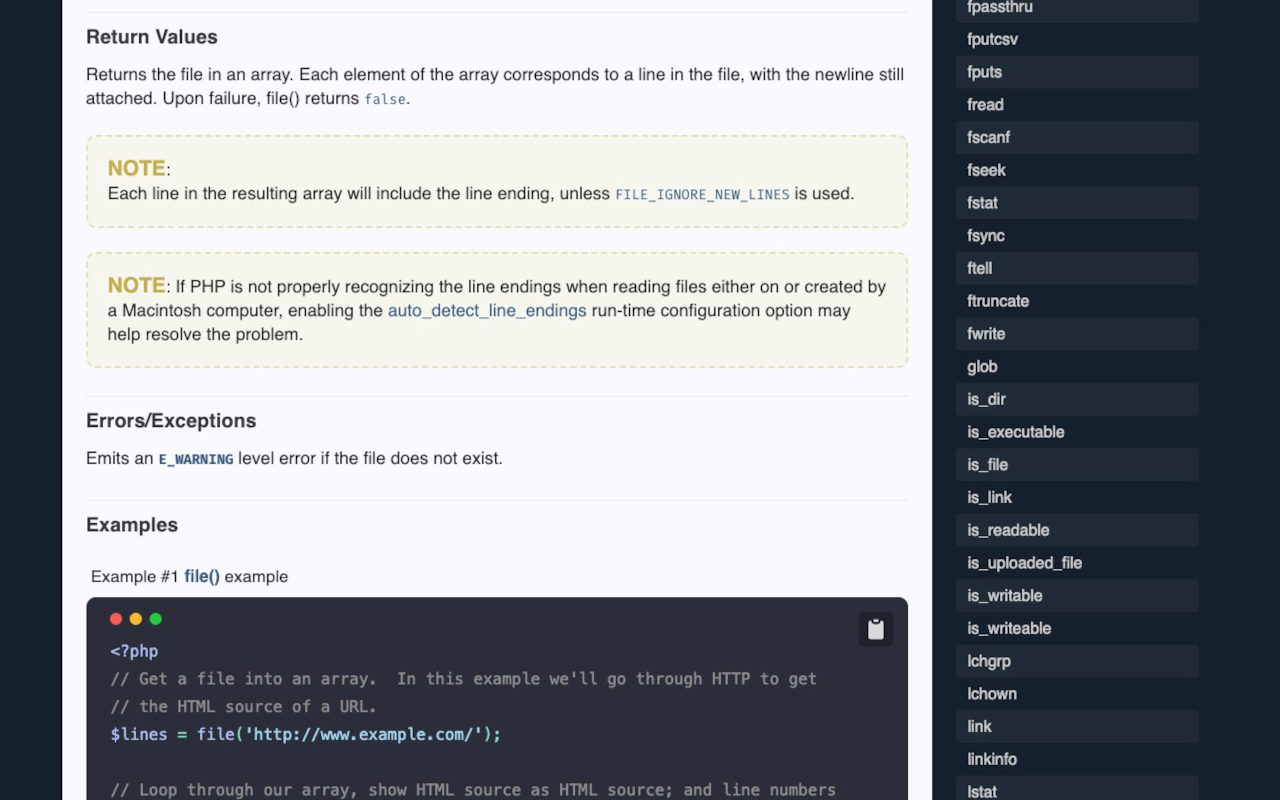 Return Values
Returns the file in an array. Each element of the array corresponds to a line in the file, with the newline still
attached. Upon failure, file() returns false.
NOTE:
Each line in the resulting array will include the line ending, unless FILE_IGNORE_NEW_LINES is used.
NOTE: If PHP is not properly recognizing the line endings when reading files either on or created by
a Macintosh computer, enabling the auto_detect_line_endings run-time configuration option may
help resolve the problem.
Errors/Exceptions
Emits an E_WARNING level error if the file does not exist.
Examples
Example #1 file() example
<?php
// Get a file into an array.  In this example we'll go through HTTP to get
// the HTML source of a URL.
$lines = file('http://www.example.com/');
// Loop through our array, show HTML source as HTML source; and line numbers
fpassthru
fputcsv
fputs
fread
fscanf
fseek
fstat
fsync
ftell
ftruncate
fwrite
glob
is_dir
is_executable
is_file
is_link
is_readable
is_uploaded_file
is_writable
is_writeable
lchgrp
lchown
link
linkinfo
lstat